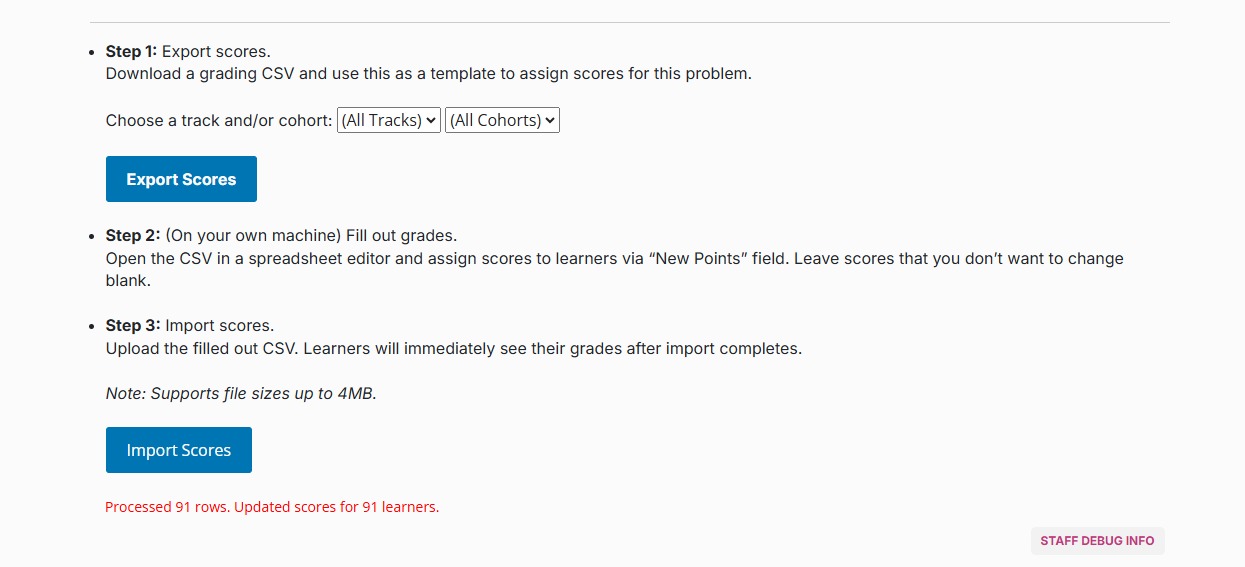 Step 1: Export scores.
Download a grading CSV and use this as a template to assign scores for this problem.
Choose a track and/or cohort: (All Tracks) (All Cohorts)
Export Scores
Step 2: (On your own machine) Fill out grades.
Open the CSV in a spreadsheet editor and assign scores to learners via “New Points” field. Leave scores that you don’t want to change
blank.
Step 3: Import scores.
Upload the filled out CSV. Learners will immediately see their grades after import completes.
Note: Supports file sizes up to 4MB.
Import Scores
Processed 91 rows. Updated scores for 91 learners.
STAFF DEBUG INFO